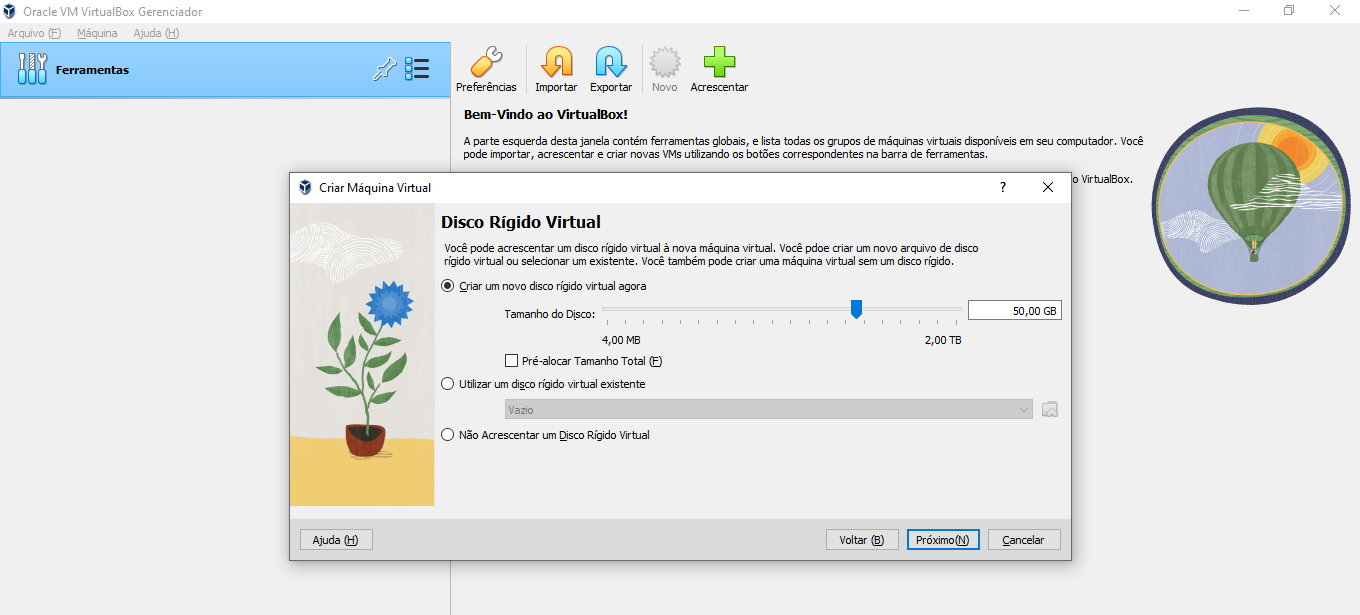 Oracle VM VirtualBox Gerenciador
Arquivo (F) Máquina Ajuda (H)
Ferramentas
Preferências Importar Exportar Novo Acrescentar
Bem-Vindo ao VirtualBox!
A parte esquerda desta janela contém ferramentas globais, e lista todas os grupos de máquinas virtuais disponíveis em seu computador. Você
pode importar, acrescentar e criar novas VMs utilizando os botões correspondentes na barra de ferramentas.
o VirtualBox.
Criar Máquina Virtual
?
Disco Rígido Virtual
Você pode acrescentar um disco rígido virtual à nova máquina virtual. Você pdoe criar um novo arquivo de disco
rígido virtual ou selecionar um existente. Você também pode criar uma máquina virtual sem um disco rígido.
Criar um novo disco rígido virtual agora
Tamanho do Disco: 50,00 GB
4,00 MB 2,00 TB
Pré-alocar Tamanho Total (F)
Utilizar um disco rígido virtual existente
Vazio
Não Acrescentar um Disco Rígido Virtual
Ajuda (H) Voltar (B) Próximo(N) Cancelar